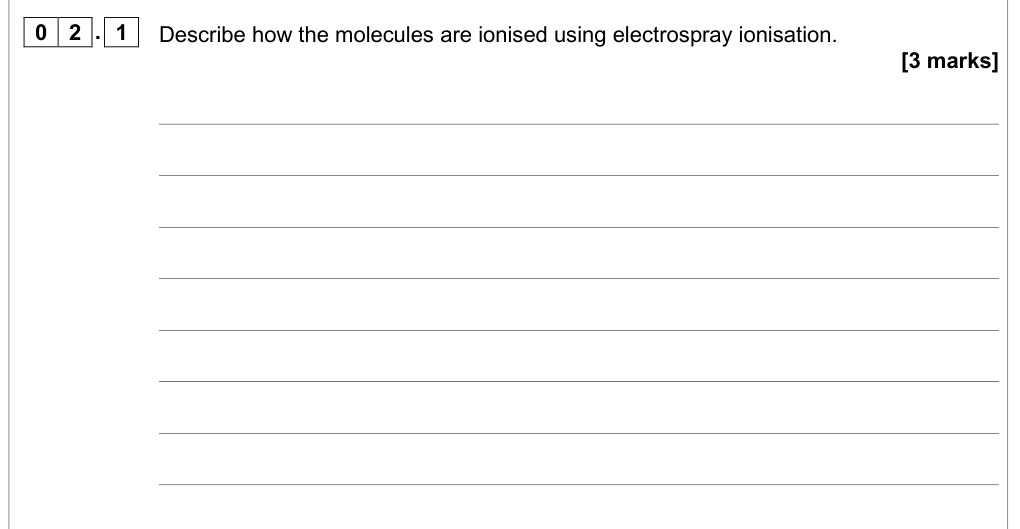 0 2 . 1 Describe how the molecules are ionised using electrospray ionisation.
[3 marks]